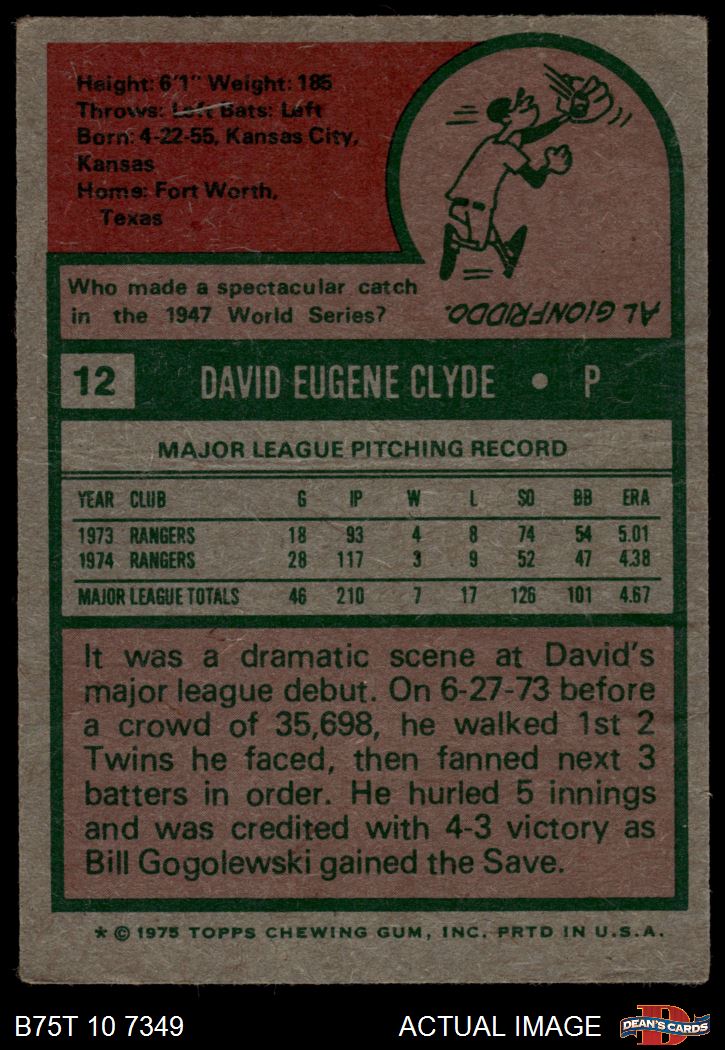 Height: 6'1" Weight: 185
Throws: Left Bats: Left
Born: 4-22-55, Kansas City,
Kansas
Home: Fort Worth,
Texas
Who made a spectacular catch
in the 1947 World Series?
AL GIONFRIDDO.
12 DAVID EUGENE CLYDE • P
MAJOR LEAGUE PITCHING RECORD
YEAR CLUB G IP W L SO BB ERA
1973 RANGERS 18 93 4 8 74 54 5.01
1974 RANGERS 28 117 3 9 52 47 4.38
MAJOR LEAGUE TOTALS 46 210 7 17 126 101 4.67
It was a dramatic scene at David's
major league debut. On 6-27-73 before
a crowd of 35,698, he walked 1st 2
Twins he faced, then fanned next 3
batters in order. He hurled 5 innings
and was credited with 4-3 victory as
Bill Gogolewski gained the Save.
* © 1975 TOPPS CHEWING GUM, INC. PRTD IN U.S.A.
B75T 10 7349 ACTUAL IMAGE D DEAN'S CARDS